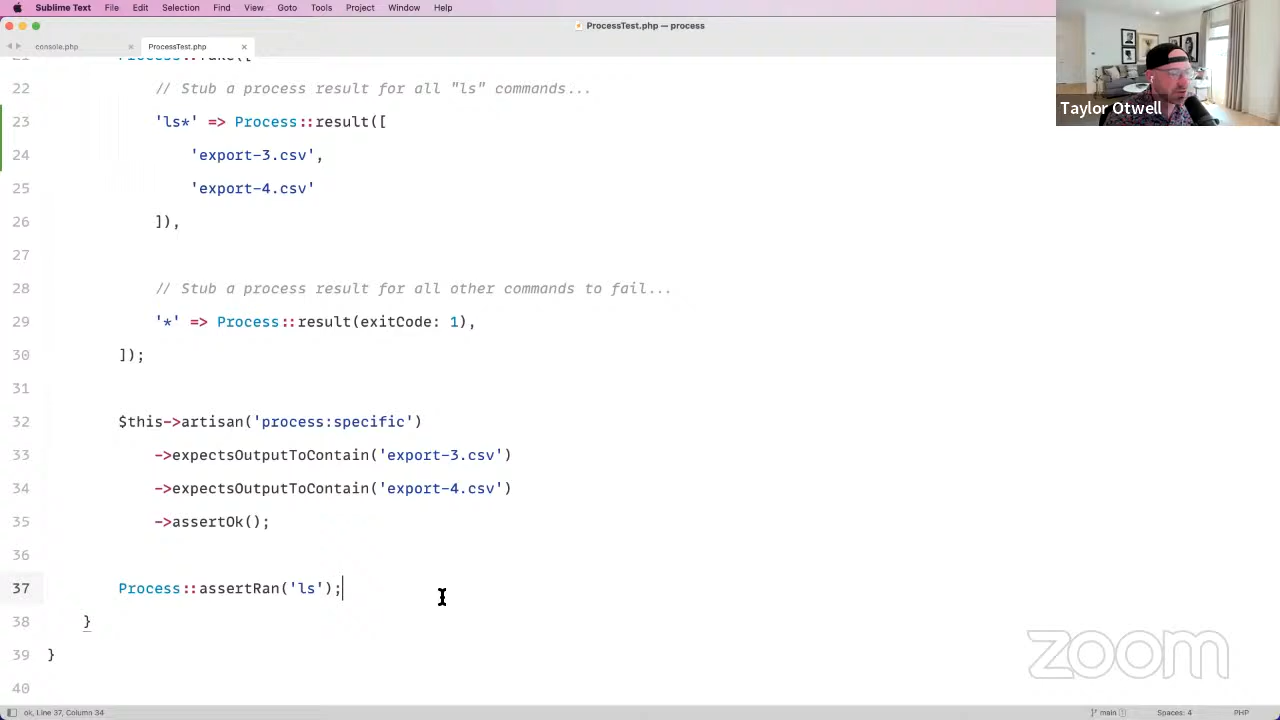 Sublime Text File Edit Selection Find View Goto Tools Project Window Help
ProcessTest.php — process
console.php × ProcessTest.php ×
22 // Stub a process result for all "ls" commands...
23 'ls*' => Process::result([
24 'export-3.csv',
25 'export-4.csv'
26 ]),
27
28 // Stub a process result for all other commands to fail...
29 '*' => Process::result(exitCode: 1),
30 ]);
31
32 $this->artisan('process:specific')
33 ->expectsOutputToContain('export-3.csv')
34 ->expectsOutputToContain('export-4.csv')
35 ->assertOk();
36
37 Process::assertRan('ls');
38 }
39 }
40
ok, Line 37, Column 34 main 1 Spaces: 4 PHP
Taylor Otwell
zoom